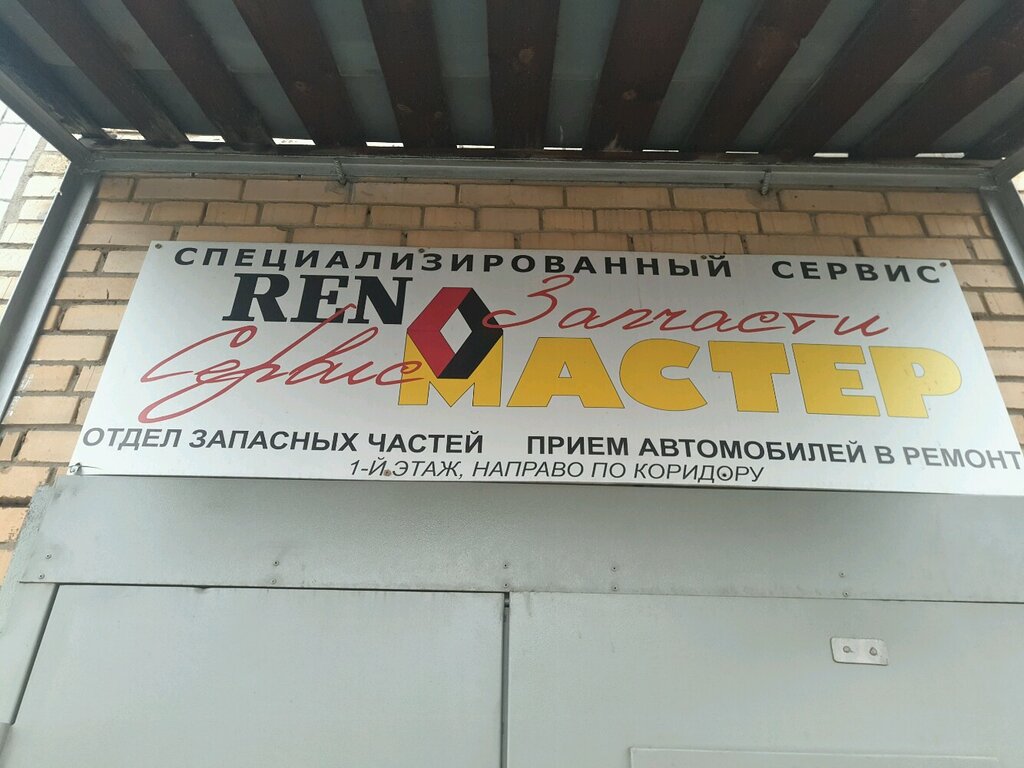 СПЕЦИАЛИЗИРОВАННЫЙ СЕРВИС
REN Запчасти
Сервис МАСТЕР
ОТДЕЛ ЗАПАСНЫХ ЧАСТЕЙ ПРИЕМ АВТОМОБИЛЕЙ В РЕМОНТ
1-Й ЭТАЖ, НАПРАВО ПО КОРИДОРУ